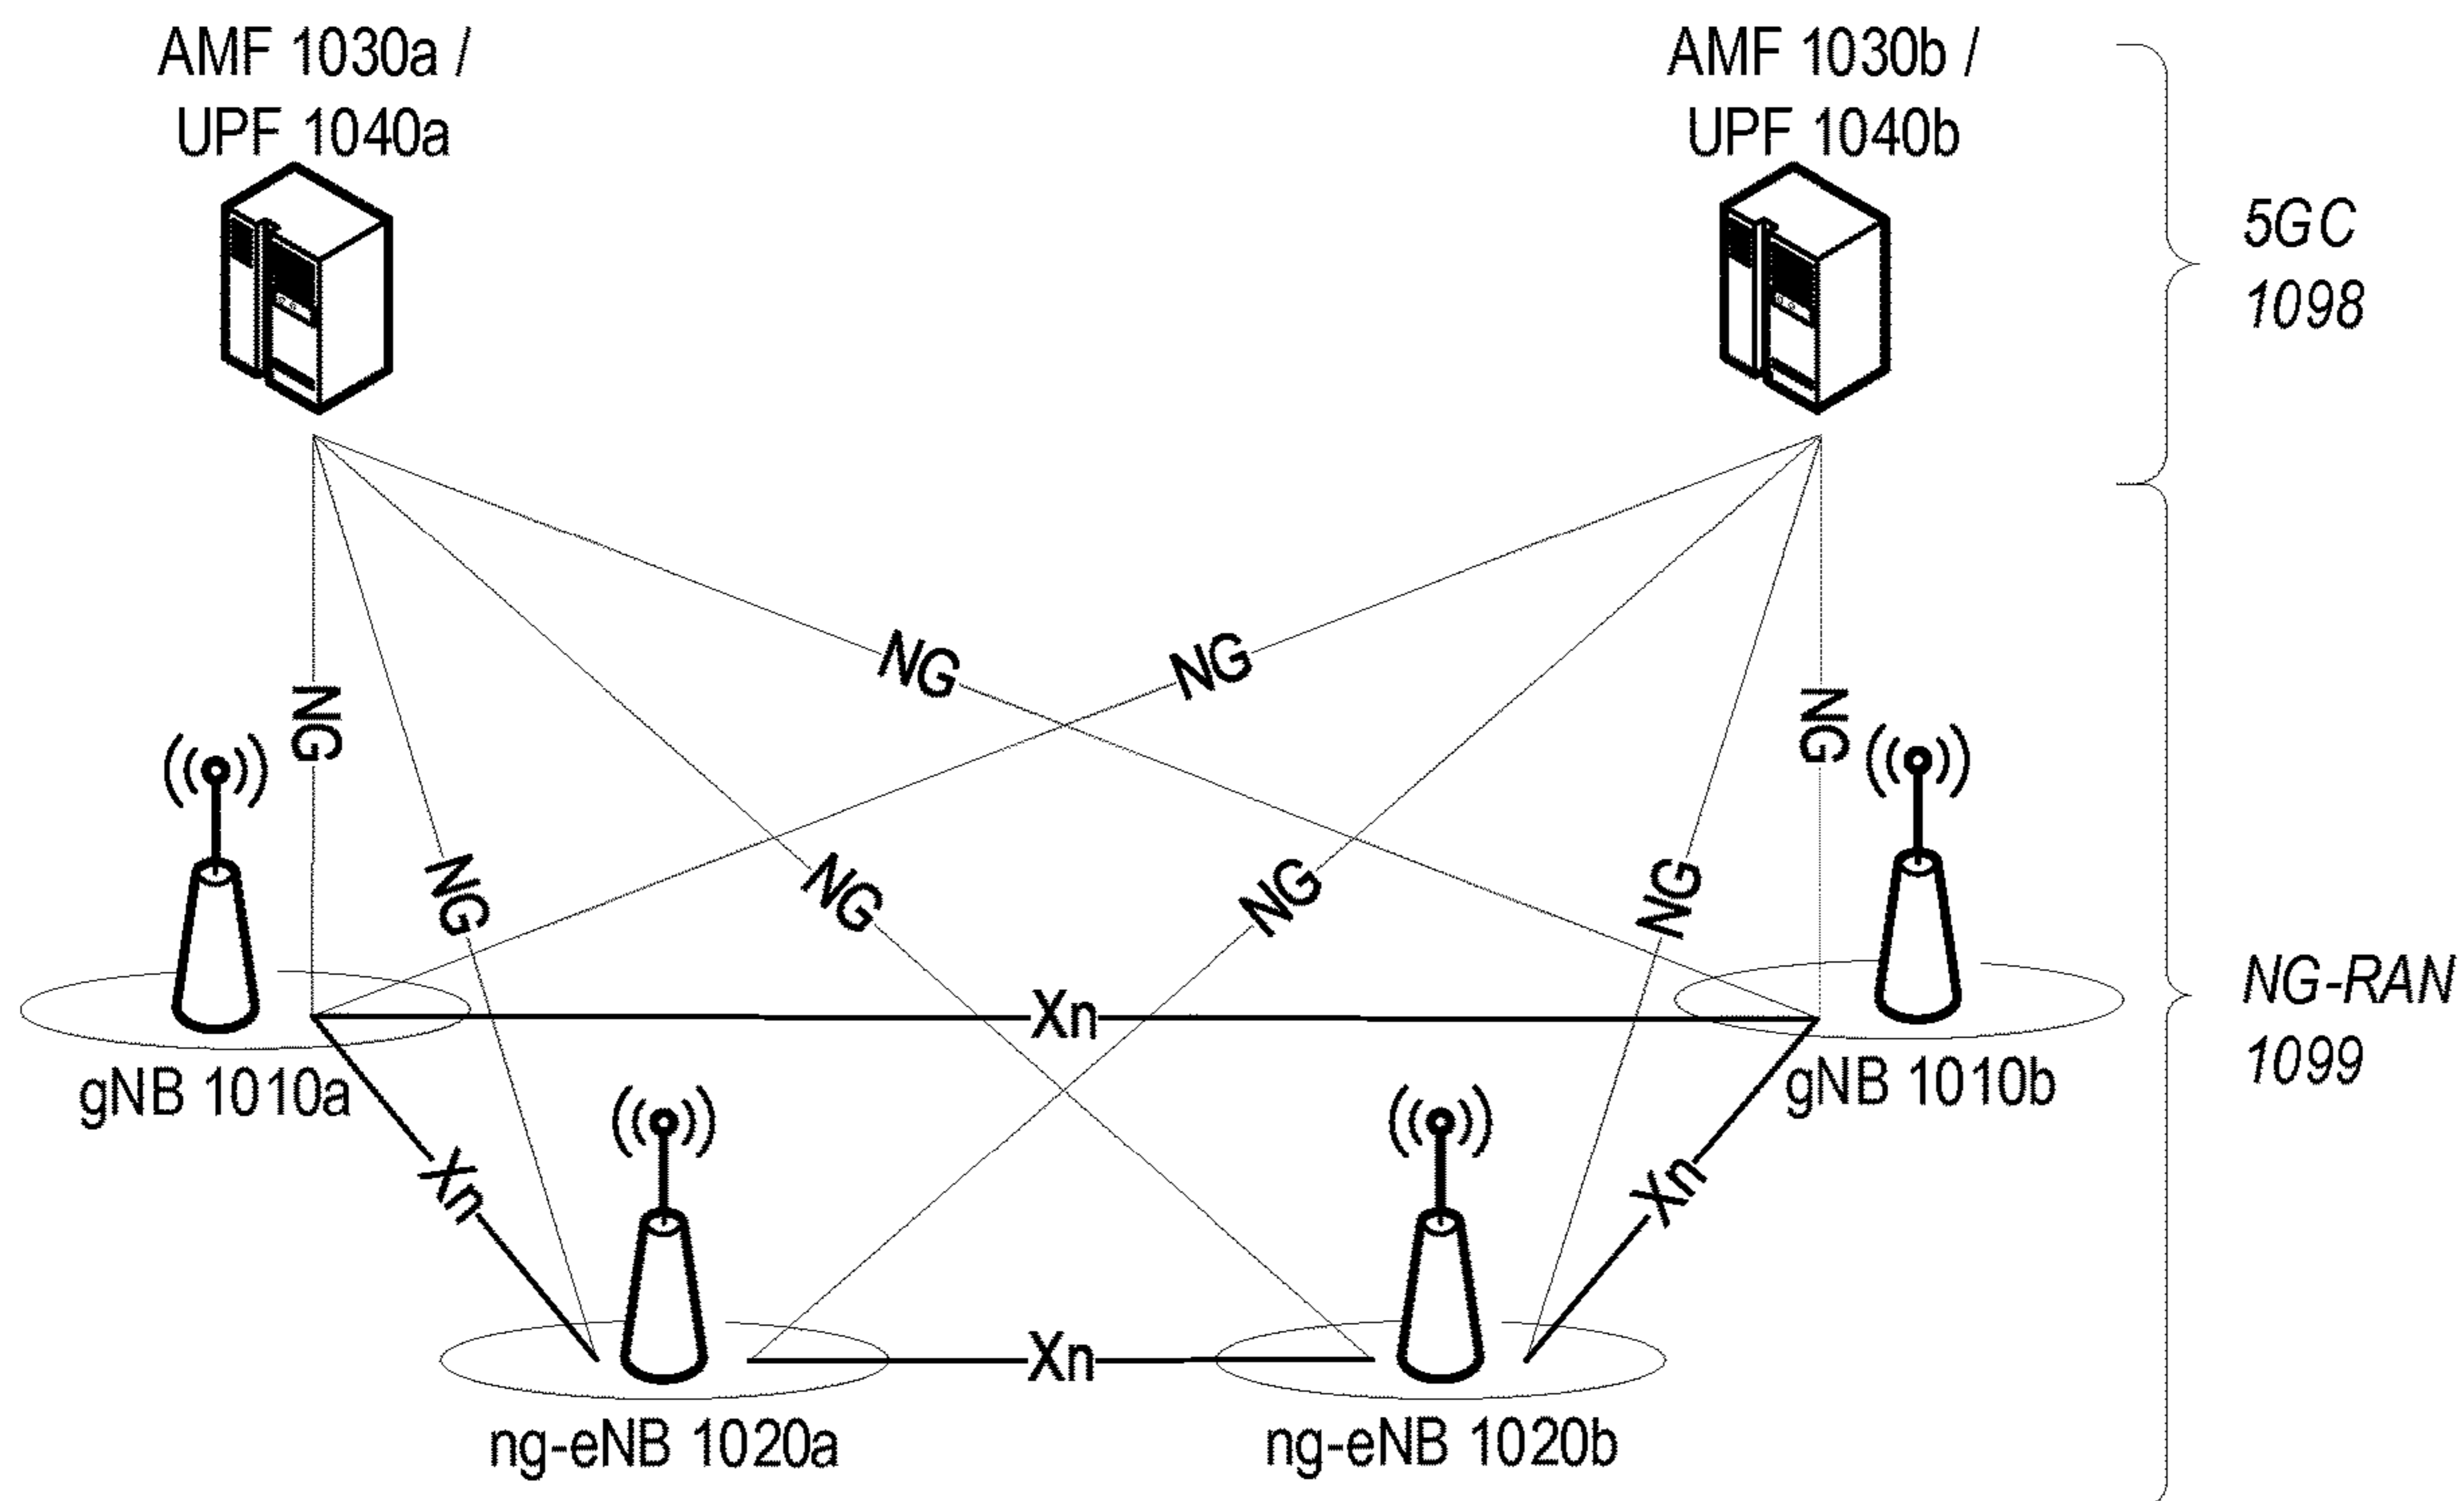 AMF 1030a /
UPF 1040a
AMF 1030b /
UPF 1040b
5GC
1098
NG
NG
NG
NG
NG
NG
NG
NG
Xn
gNB 1010a
gNB 1010b
NG-RAN
1099
Xn
Xn
Xn
ng-eNB 1020a
ng-eNB 1020b